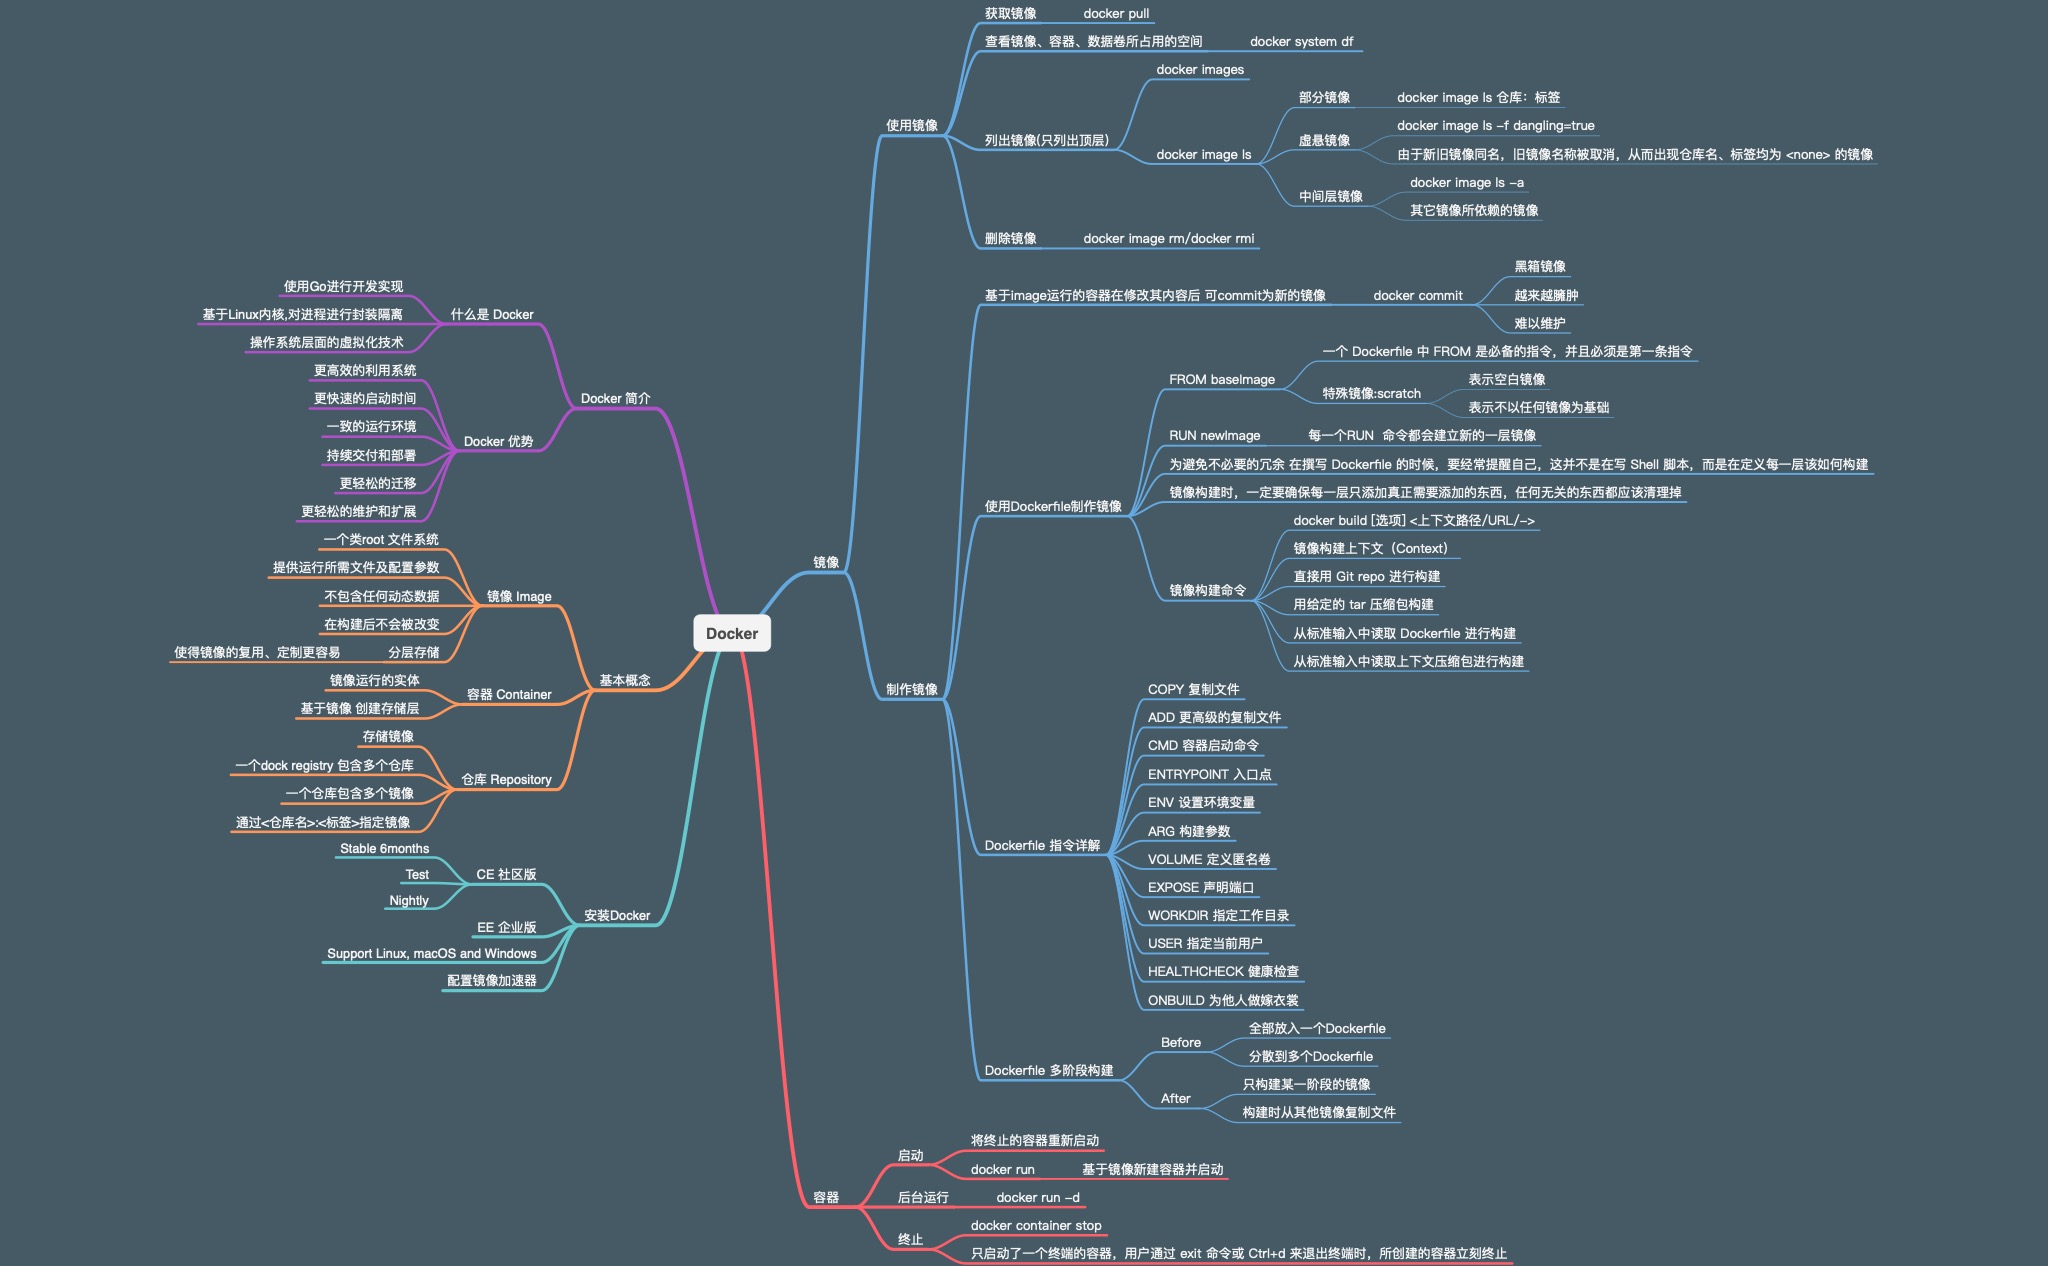 Docker
Docker 简介
什么是 Docker
使用Go进行开发实现
基于Linux内核,对进程进行封装隔离
操作系统层面的虚拟化技术
Docker 优势
更高效的利用系统
更快速的启动时间
一致的运行环境
持续交付和部署
更轻松的迁移
更轻松的维护和扩展
基本概念
镜像 Image
一个类root 文件系统
提供运行所需文件及配置参数
不包含任何动态数据
在构建后不会被改变
分层存储
使得镜像的复用、定制更容易
容器 Container
镜像运行的实体
基于镜像 创建存储层
仓库 Repository
存储镜像
一个dock registry 包含多个仓库
一个仓库包含多个镜像
通过<仓库名>:<标签>指定镜像
安装Docker
CE 社区版
Stable 6months
Test
Nightly
EE 企业版
Support Linux, macOS and Windows
配置镜像加速器
镜像
使用镜像
获取镜像
docker pull
查看镜像、容器、数据卷所占用的空间
docker system df
列出镜像(只列出顶层)
docker images
docker image ls
部分镜像
docker image ls 仓库：标签
虚悬镜像
docker image ls -f dangling=true
由于新旧镜像同名，旧镜像名称被取消，从而出现仓库名、标签均为 <none> 的镜像
中间层镜像
docker image ls -a
其它镜像所依赖的镜像
删除镜像
docker image rm/docker rmi
制作镜像
基于image运行的容器在修改其内容后 可commit为新的镜像
docker commit
黑箱镜像
越来越臃肿
难以维护
使用Dockerfile制作镜像
FROM baseImage
一个 Dockerfile 中 FROM 是必备的指令，并且必须是第一条指令
特殊镜像:scratch
表示空白镜像
表示不以任何镜像为基础
RUN newImage
每一个RUN 命令都会建立新的一层镜像
为避免不必要的冗余 在撰写 Dockerfile 的时候，要经常提醒自己，这并不是在写 Shell 脚本，而是在定义每一层该如何构建
镜像构建时，一定要确保每一层只添加真正需要添加的东西，任何无关的东西都应该清理掉
镜像构建命令
docker build [选项] <上下文路径/URL/->
镜像构建上下文（Context）
直接用 Git repo 进行构建
用给定的 tar 压缩包构建
从标准输入中读取 Dockerfile 进行构建
从标准输入中读取上下文压缩包进行构建
Dockerfile 指令详解
COPY 复制文件
ADD 更高级的复制文件
CMD 容器启动命令
ENTRYPOINT 入口点
ENV 设置环境变量
ARG 构建参数
VOLUME 定义匿名卷
EXPOSE 声明端口
WORKDIR 指定工作目录
USER 指定当前用户
HEALTHCHECK 健康检查
ONBUILD 为他人做嫁衣裳
Dockerfile 多阶段构建
Before
全部放入一个Dockerfile
分散到多个Dockerfile
After
只构建某一阶段的镜像
构建时从其他镜像复制文件
容器
启动
将终止的容器重新启动
docker run
基于镜像新建容器并启动
后台运行
docker run -d
终止
docker container stop
只启动了一个终端的容器，用户通过 exit 命令或 Ctrl+d 来退出终端时，所创建的容器立刻终止